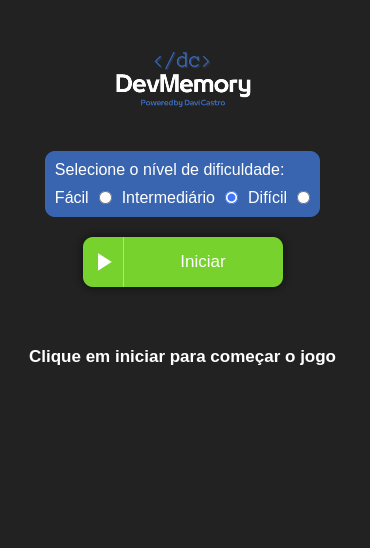 </dc>
DevMemory
Powered by Davi Castro
Selecione o nível de dificuldade:
Fácil Intermediário Difícil
Iniciar
Clique em iniciar para começar o jogo